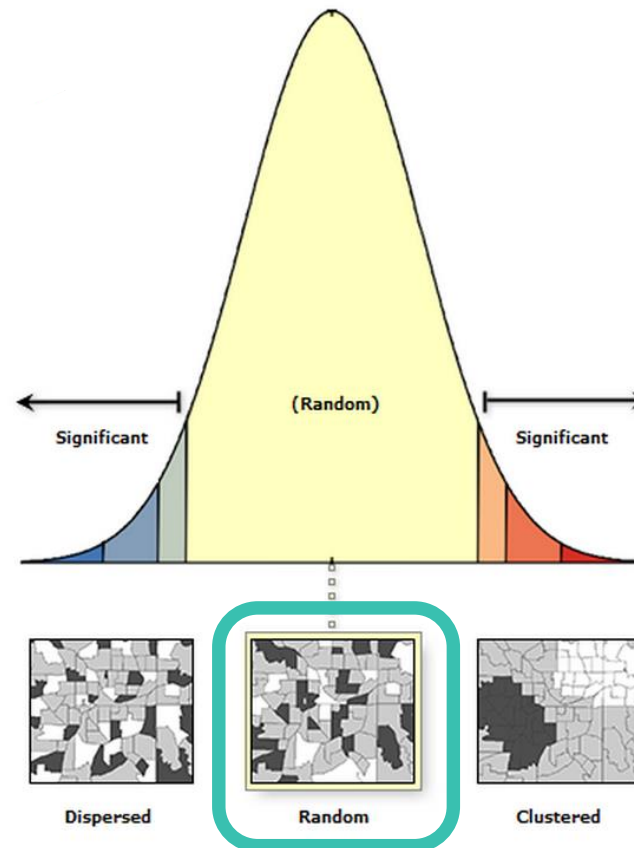 (Random)
Significant
Significant
Dispersed
Random
Clustered